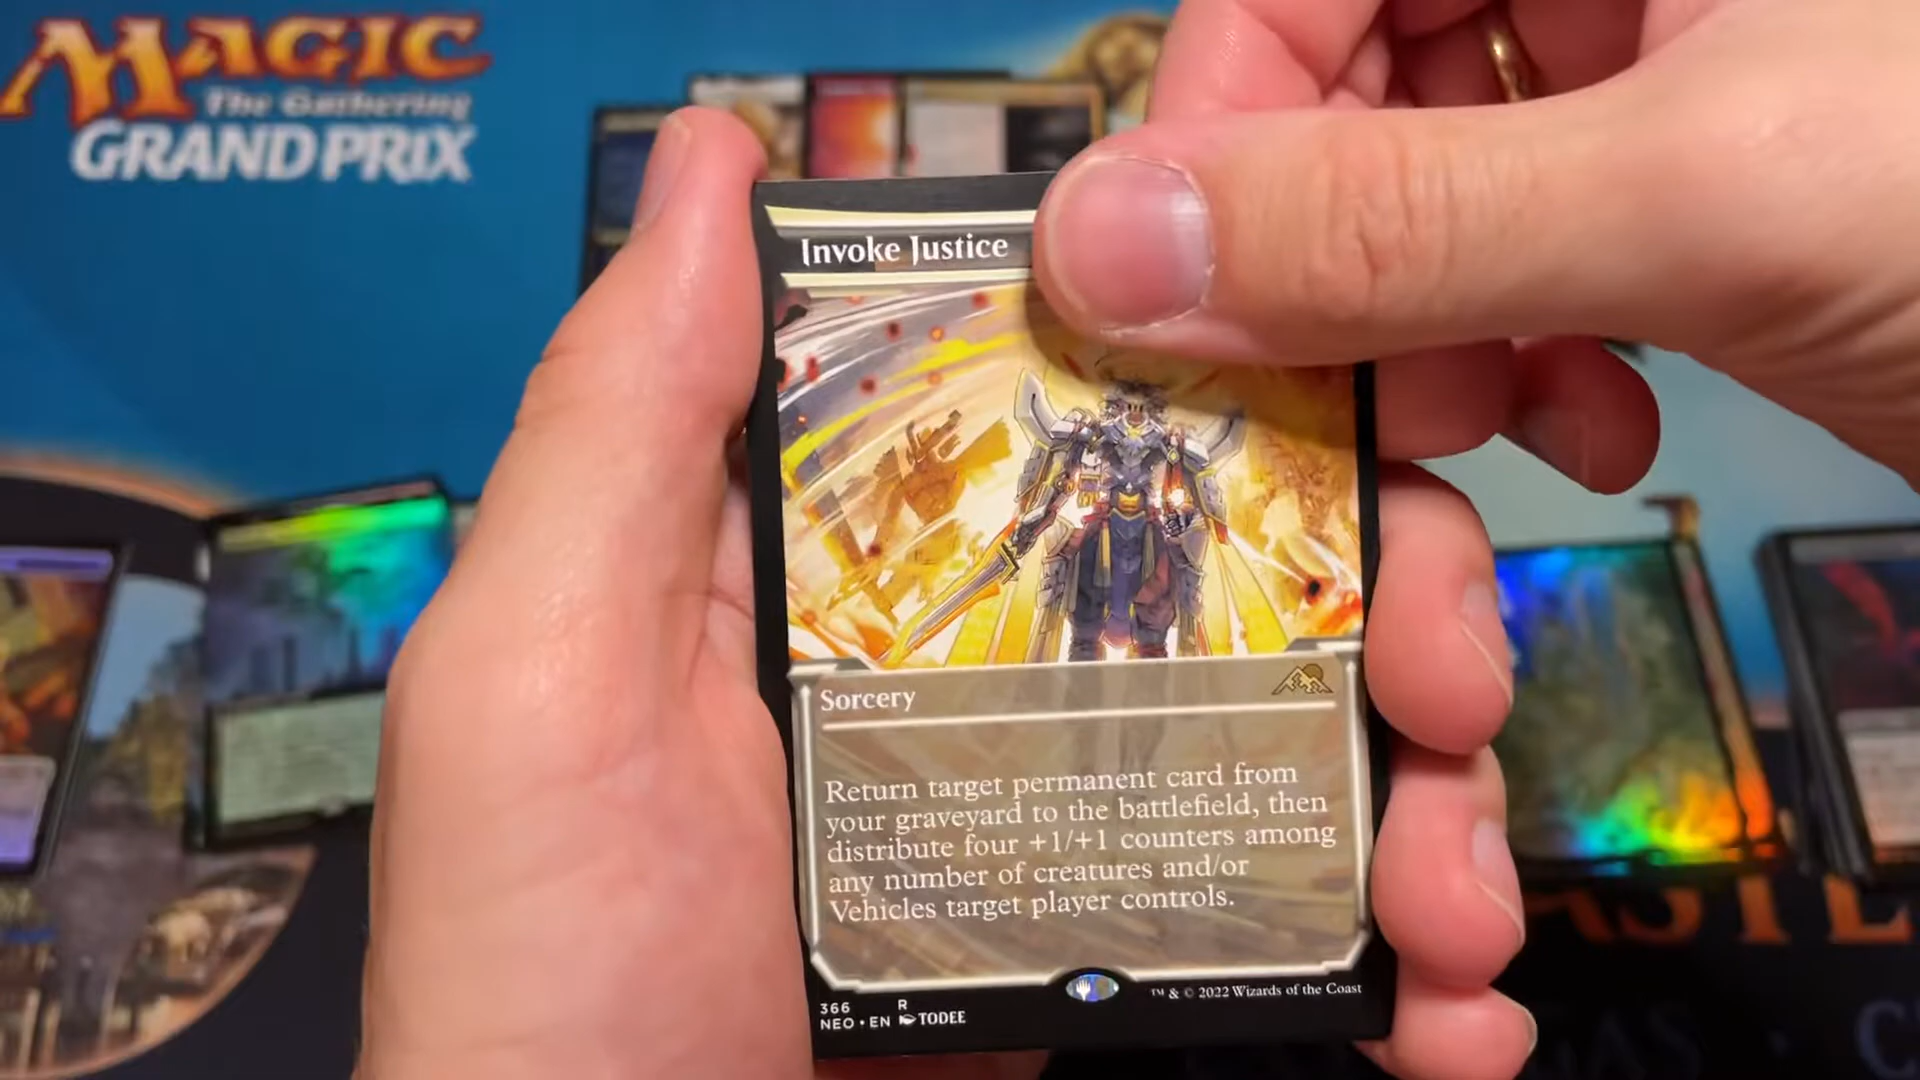 MAGIC
The Gathering
GRAND PRIX
Invoke Justice
Sorcery
Return target permanent card from
your graveyard to the battlefield, then
distribute four +1/+1 counters among
any number of creatures and/or
Vehicles target player controls.
366 R
NEO • EN TODEE
™ & © 2022 Wizards of the Coast